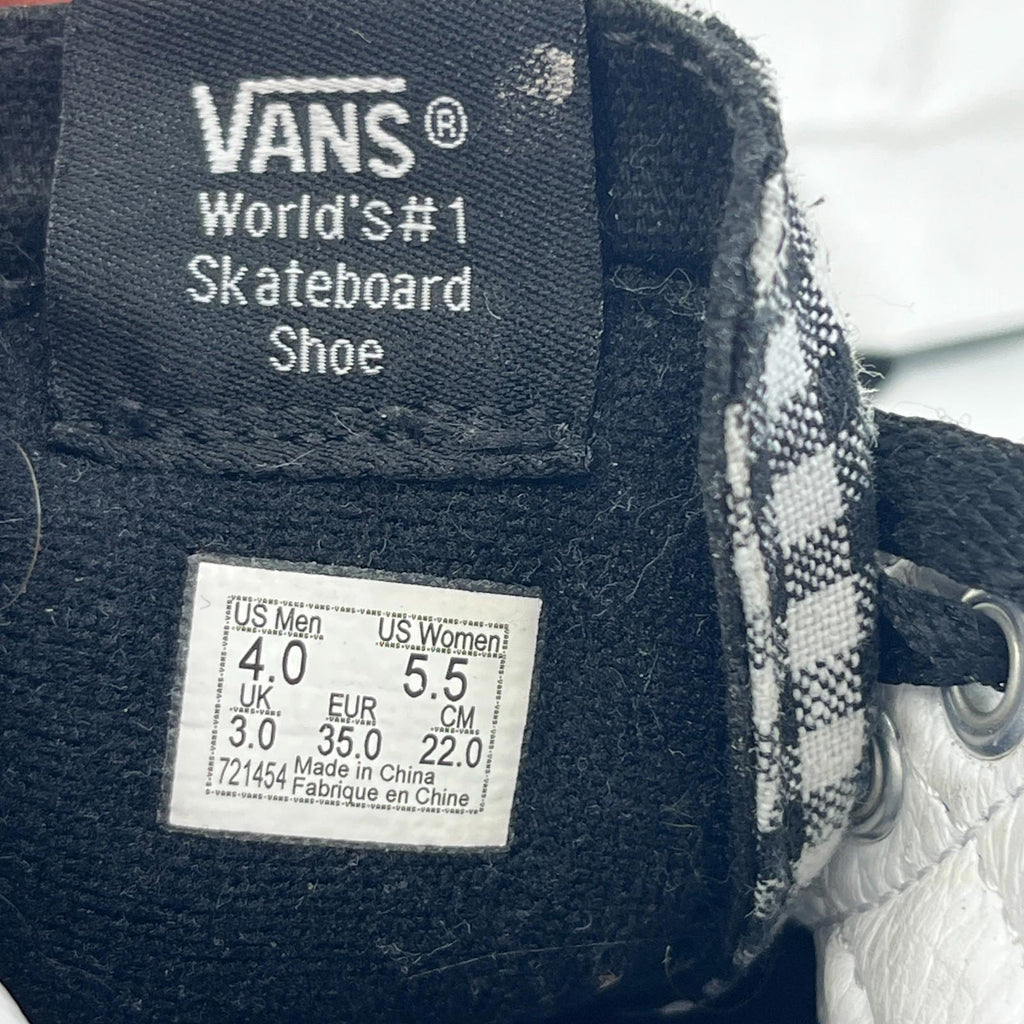 VANS®
World's#1
Skateboard
Shoe
US Men US Women
4.0 5.5
UK EUR CM
3.0 35.0 22.0
721454 Made in China
Fabrique en Chine